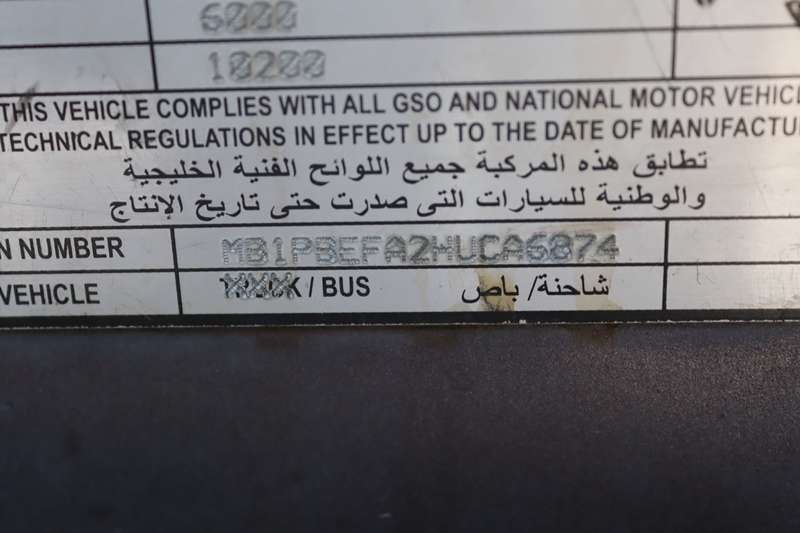 6000
10200
THIS VEHICLE COMPLIES WITH ALL GSO AND NATIONAL MOTOR VEHIC
TECHNICAL REGULATIONS IN EFFECT UP TO THE DATE OF MANUFACTU
تطابق هذه المركبة جميع اللوائح الفنية الخليجية
والوطنية للسيارات التى صدرت حتى تاريخ الإنتاج
N NUMBER MB1PBEFA2HUCA6874
VEHICLE / BUS شاحنة/ باص